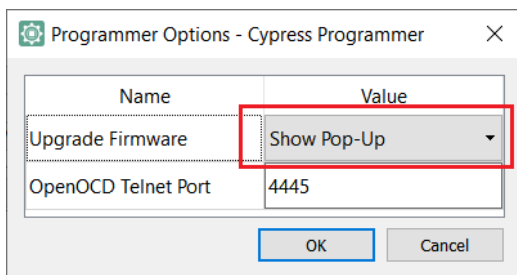 Programmer Options - Cypress Programmer
Name Value
Upgrade Firmware Show Pop-Up
OpenOCD Telnet Port 4445
OK Cancel